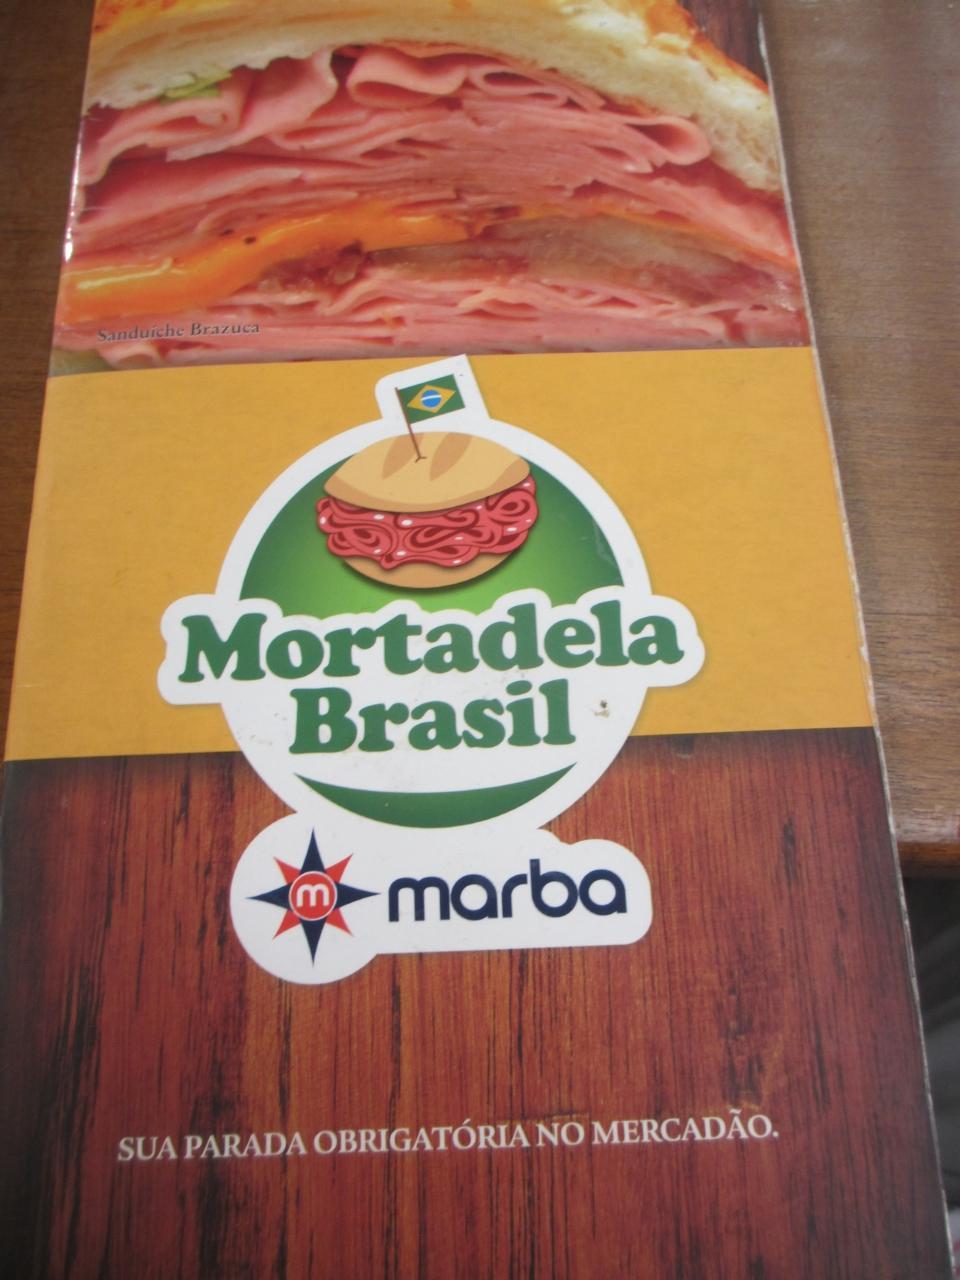 Sanduíche Brazuca
Mortadela
Brasil
m marba
SUA PARADA OBRIGATÓRIA NO MERCADÃO.